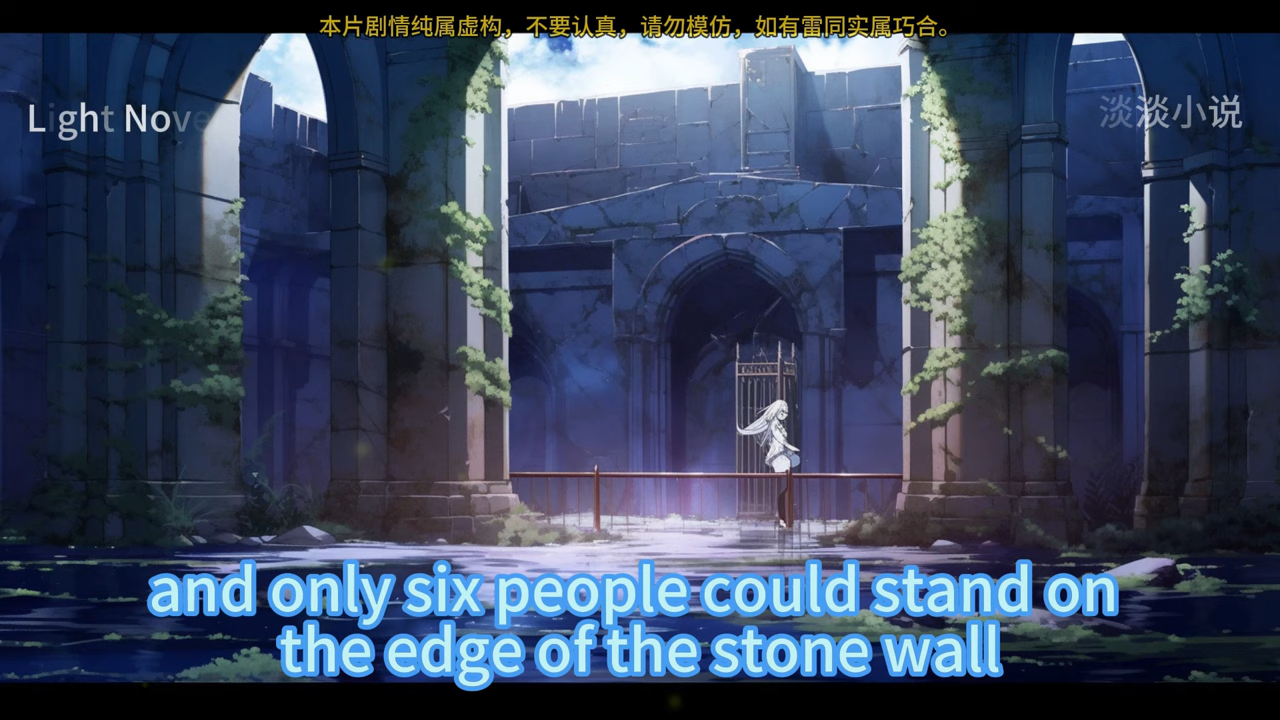 本片剧情纯属虚构，不要认真，请勿模仿，如有雷同实属巧合。
Light Nove
淡淡小说
and only six people could stand on
the edge of the stone wall